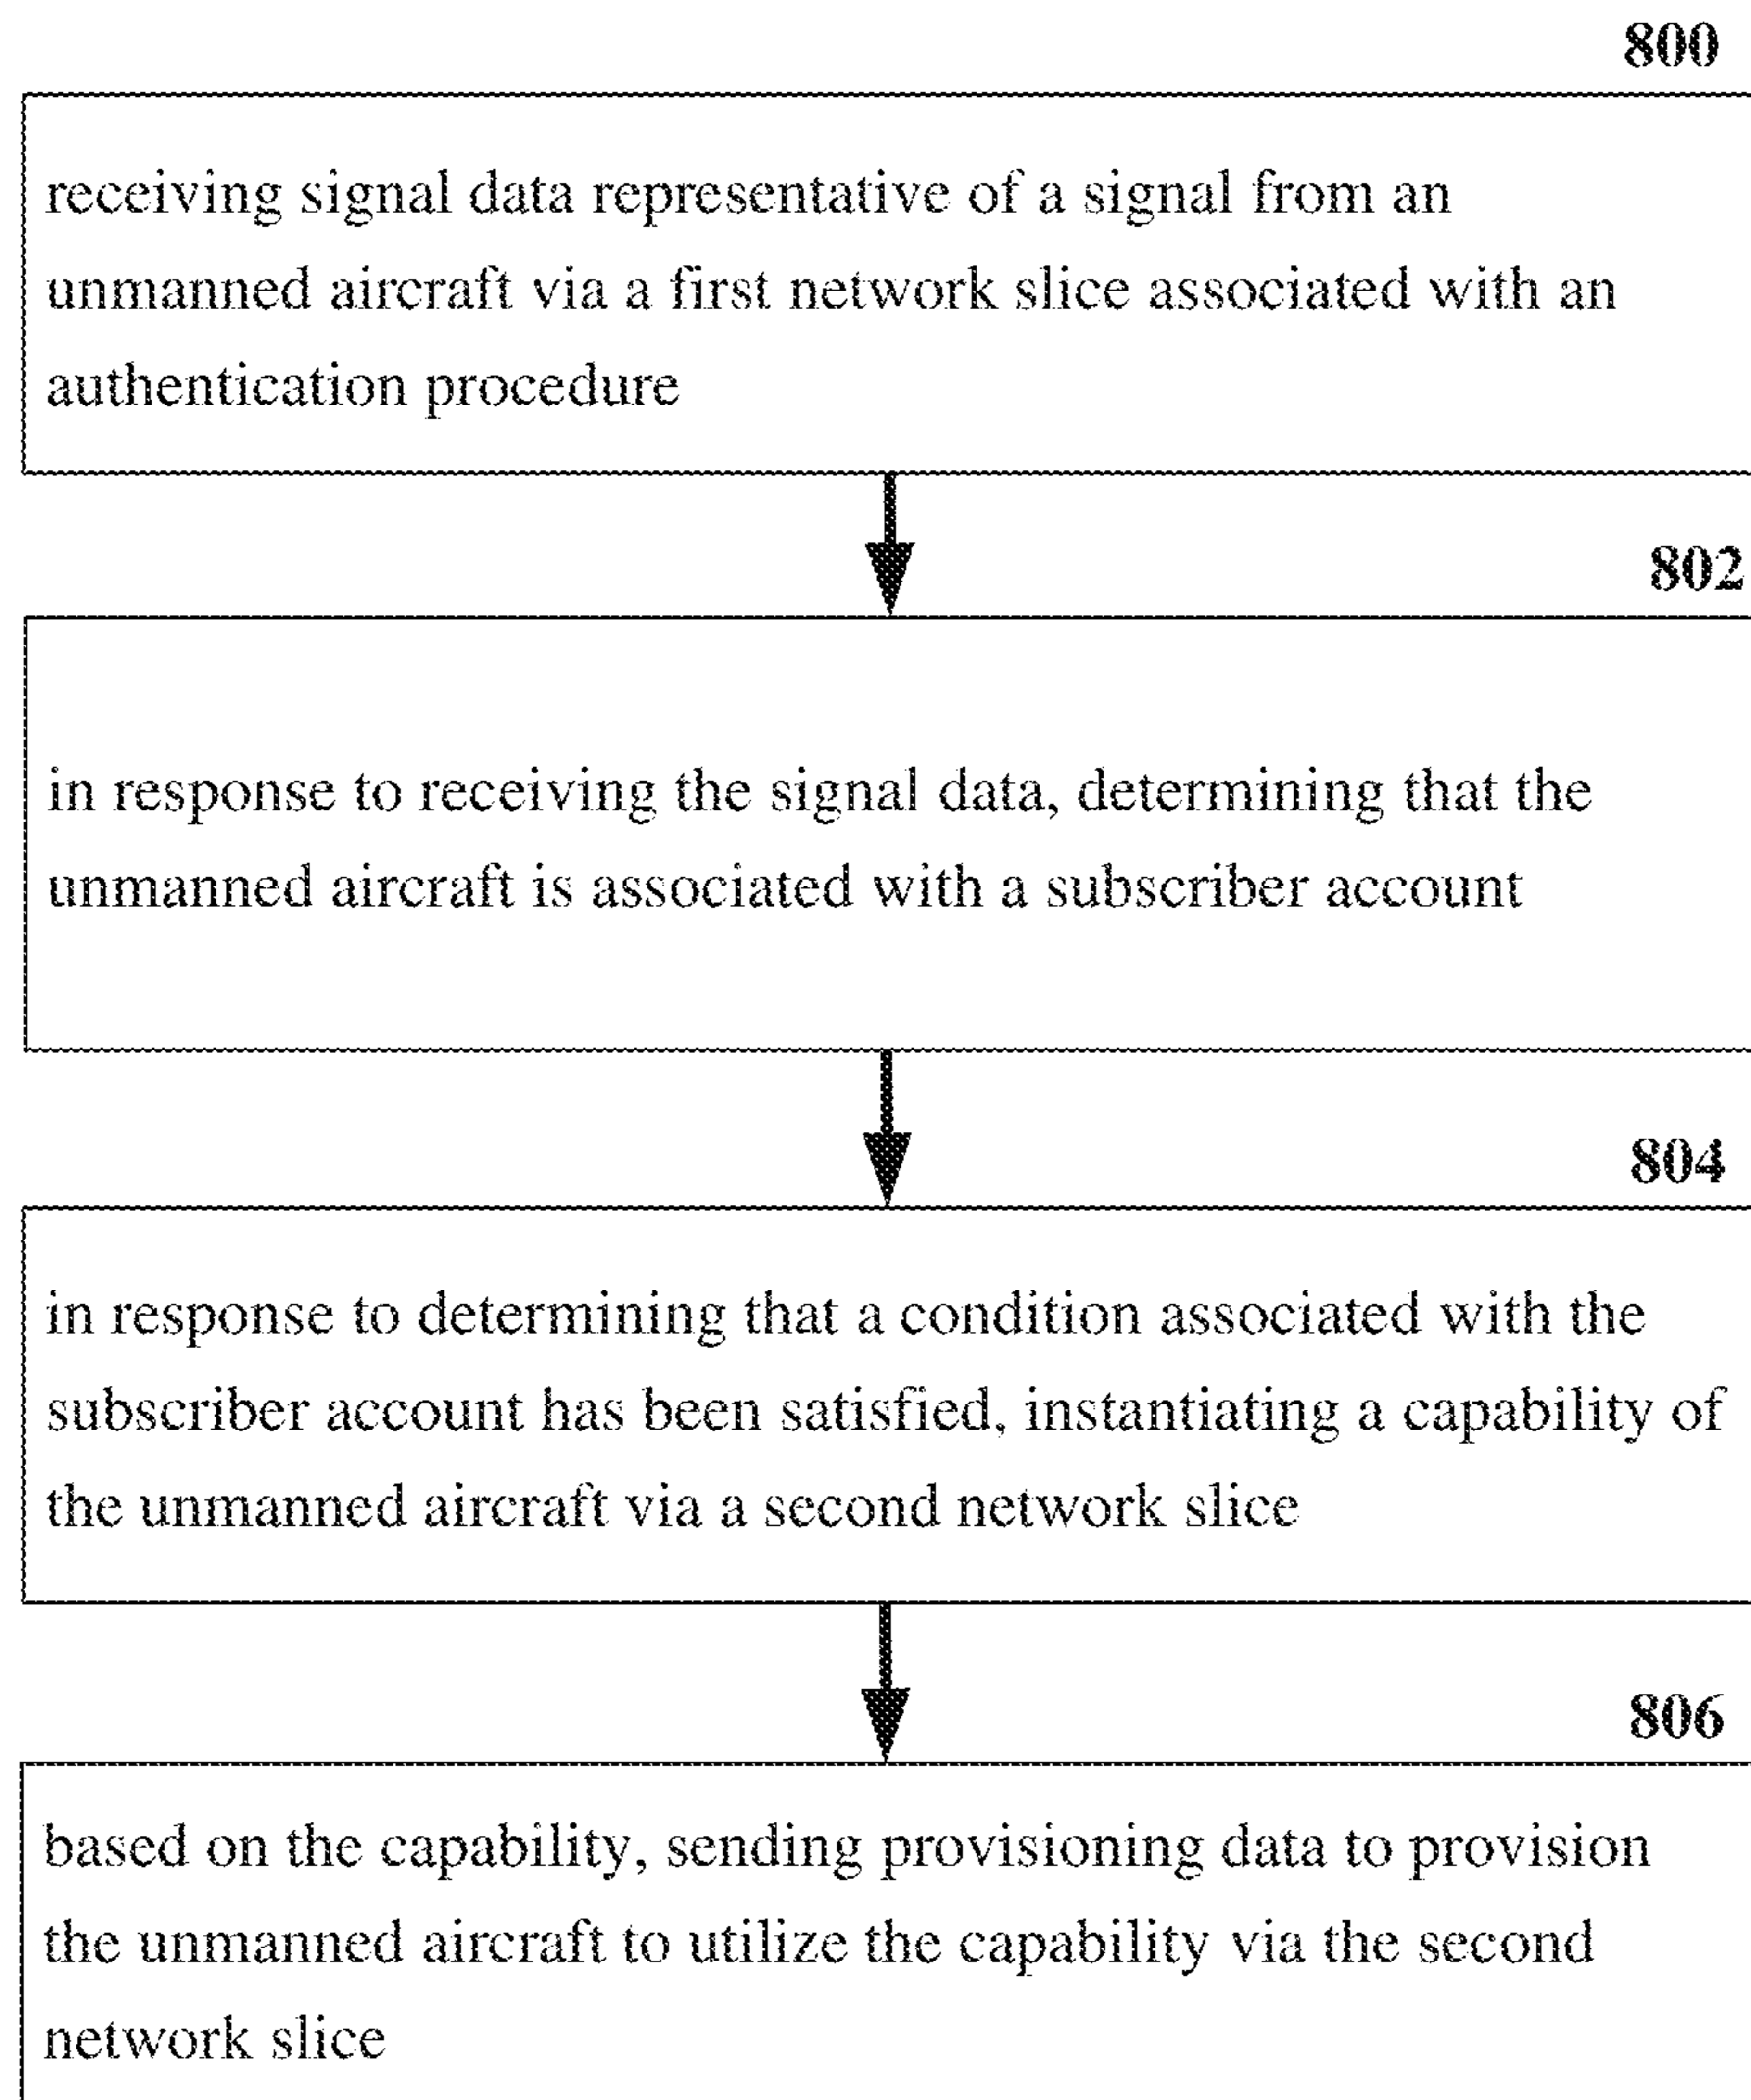 800
receiving signal data representative of a signal from an
unmanned aircraft via a first network slice associated with an
authentication procedure
802
in response to receiving the signal data, determining that the
unmanned aircraft is associated with a subscriber account
804
in response to determining that a condition associated with the
subscriber account has been satisfied, instantiating a capability of
the unmanned aircraft via a second network slice
806
based on the capability, sending provisioning data to provision
the unmanned aircraft to utilize the capability via the second
network slice